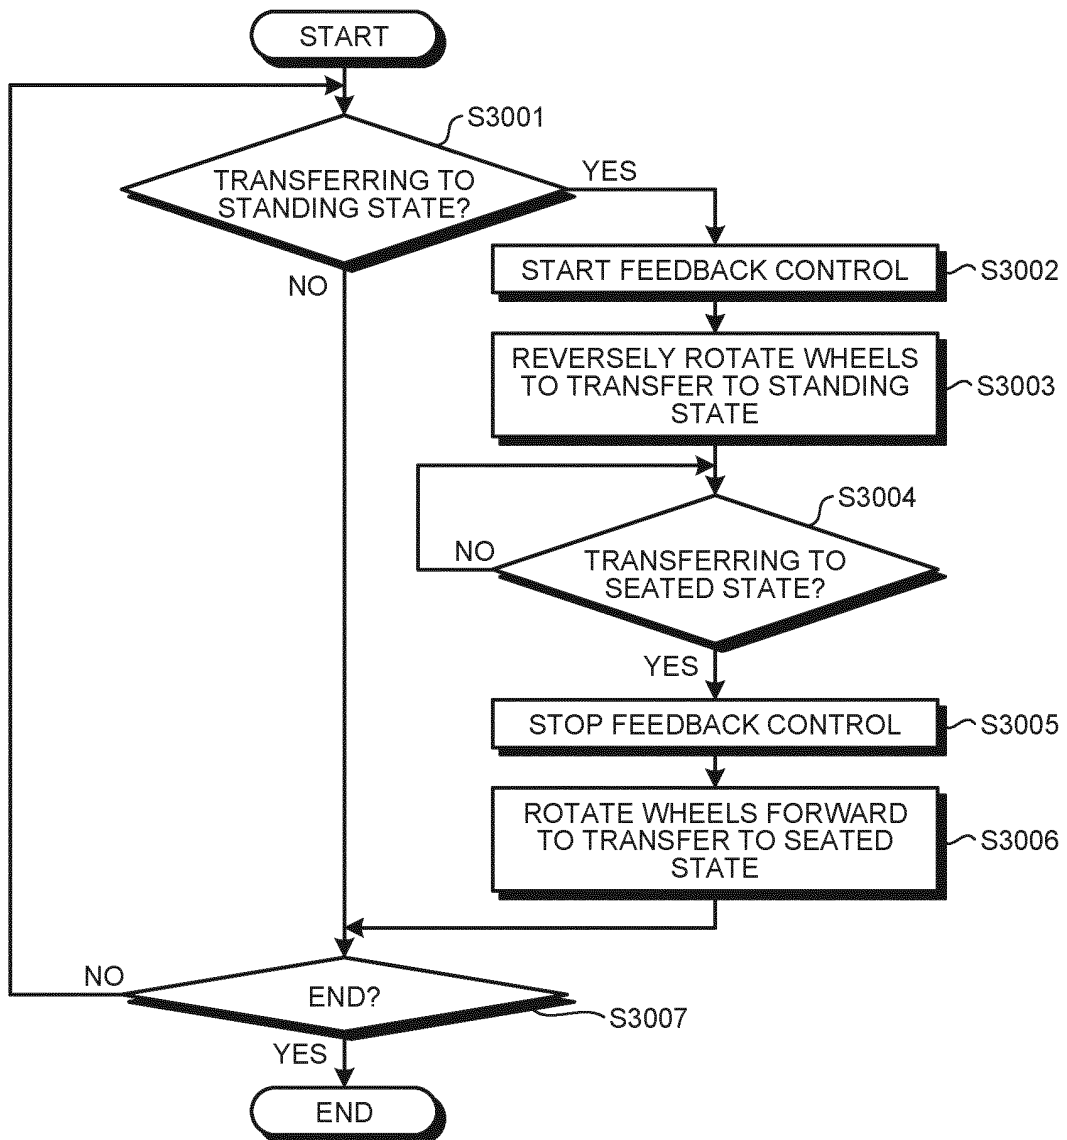 START
S3001
TRANSFERRING TO
STANDING STATE?
YES
NO
START FEEDBACK CONTROL
S3002
REVERSELY ROTATE WHEELS
TO TRANSFER TO STANDING
STATE
S3003
S3004
TRANSFERRING TO
SEATED STATE?
NO
YES
STOP FEEDBACK CONTROL
S3005
ROTATE WHEELS FORWARD
TO TRANSFER TO SEATED
STATE
S3006
NO
END?
S3007
YES
END